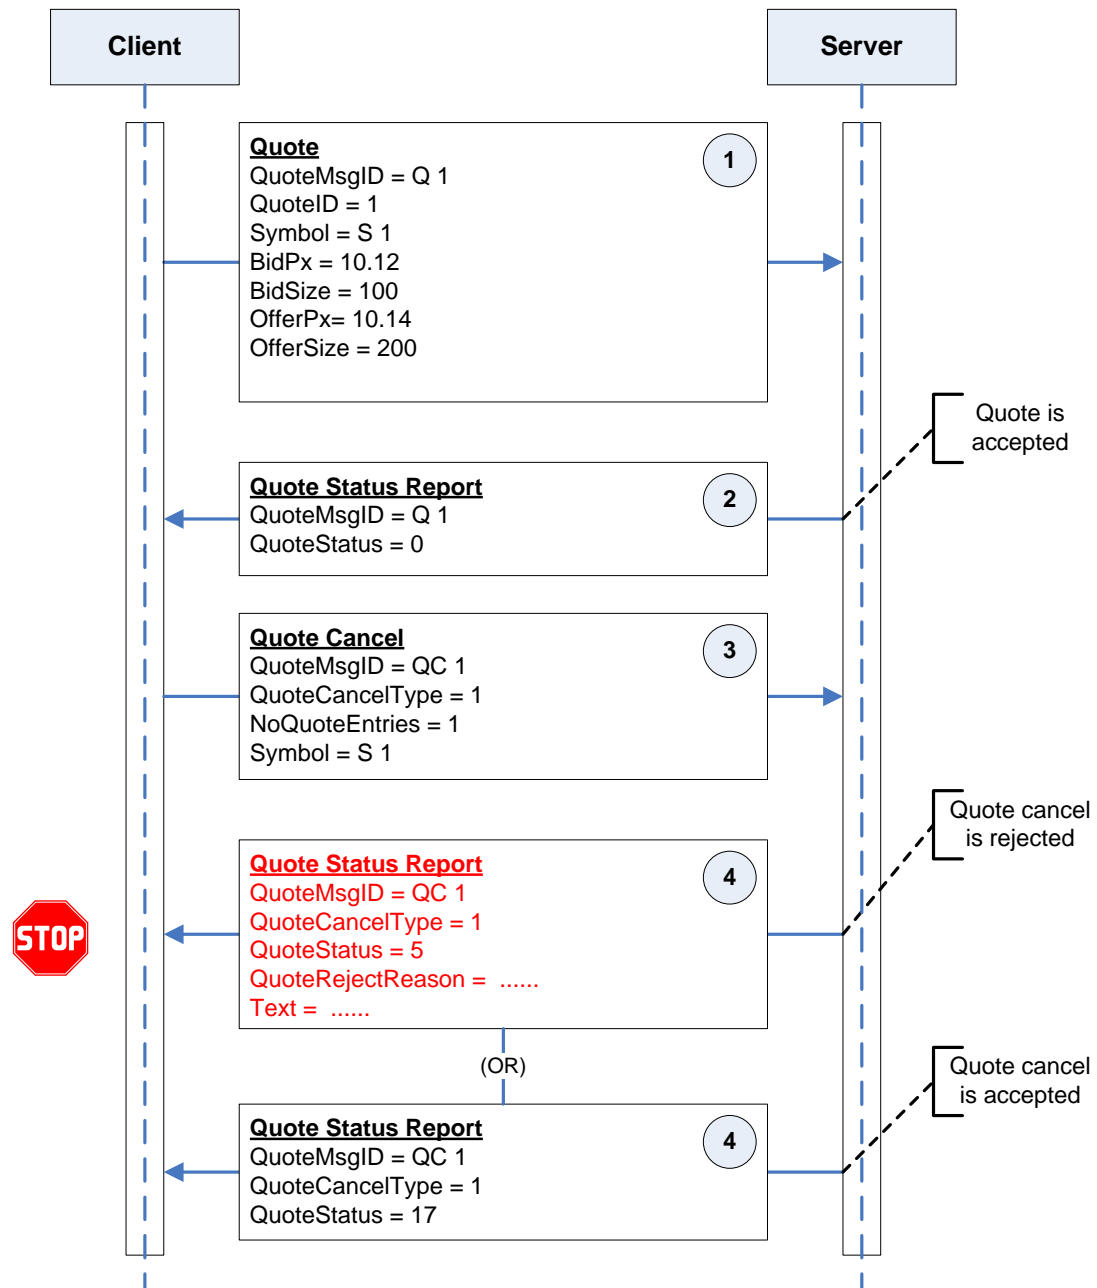 Client
Server
Quote
1
QuoteMsgID = Q 1
QuoteID = 1
Symbol = S 1
BidPx = 10.12
BidSize = 100
OfferPx= 10.14
OfferSize = 200
Quote is
accepted
Quote Status Report
2
QuoteMsgID = Q 1
QuoteStatus = 0
Quote Cancel
3
QuoteMsgID = QC 1
QuoteCancelType = 1
NoQuoteEntries = 1
Symbol = S 1
Quote cancel
is rejected
Quote Status Report
4
QuoteMsgID = QC 1
QuoteCancelType = 1
QuoteStatus = 5
QuoteRejectReason =  ......
Text =  ......
STOP
(OR)
Quote cancel
is accepted
Quote Status Report
4
QuoteMsgID = QC 1
QuoteCancelType = 1
QuoteStatus = 17